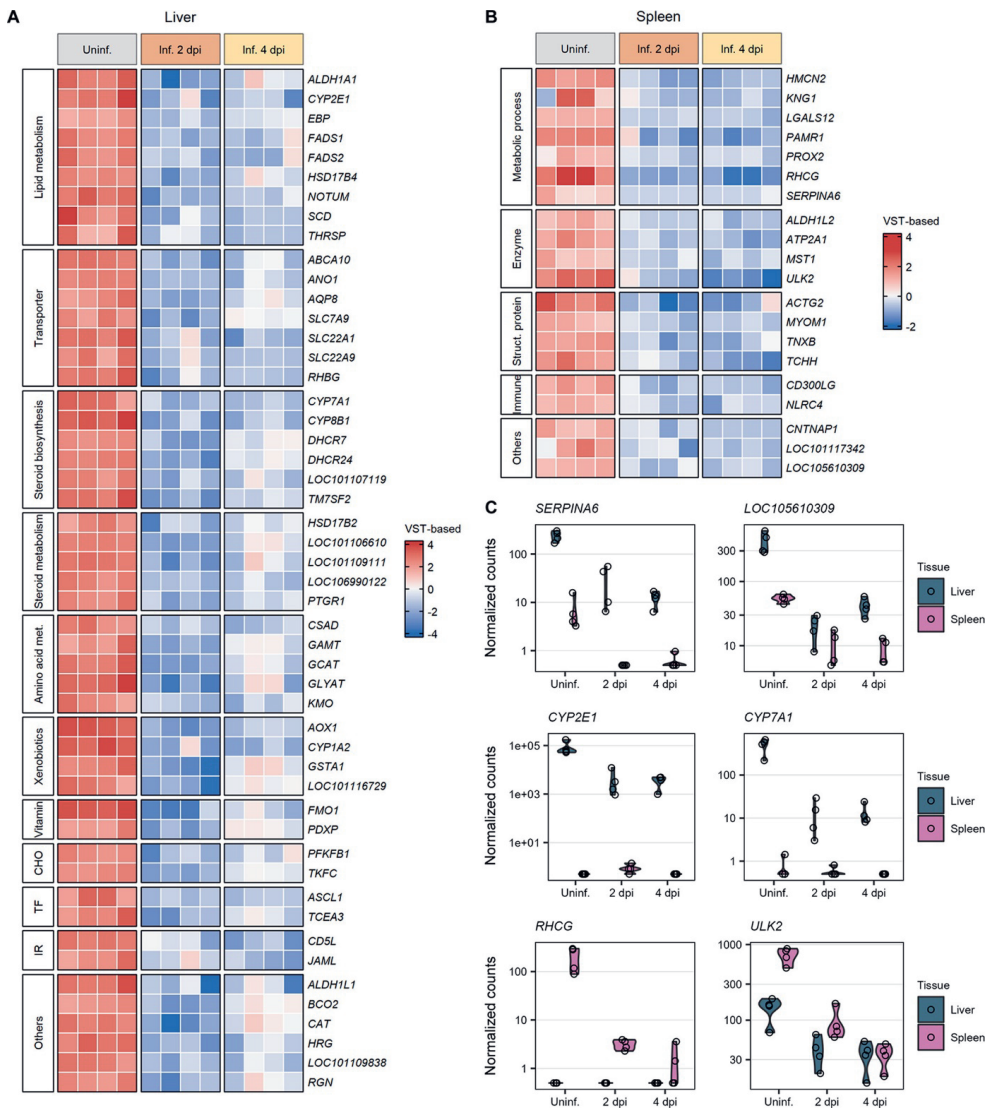 A
Liver
Uninf.
Inf. 2 dpi
Inf. 4 dpi
Lipid metabolism
ALDH1A1
CYP2E1
EBP
FADS1
FADS2
HSD17B4
NOTUM
SCD
THRSP
Transporter
ABCA10
ANO1
AQP8
SLC7A9
SLC22A1
SLC22A9
RHBG
Steroid biosynthesis
CYP7A1
CYP8B1
DHCR7
DHCR24
LOC101107119
TM7SF2
Steroid metabolism
HSD17B2
LOC101106610
LOC101109111
LOC106990122
PTGR1
Amino acid met.
CSAD
GAMT
GCAT
GLYAT
KMO
Xenobiotics
AOX1
CYP1A2
GSTA1
LOC101116729
Vitamin
FMO1
PDXP
CHO
PFKFB1
TKFC
TF
ASCL1
TCEA3
IR
CD5L
JAML
Others
ALDH1L1
BCO2
CAT
HRG
LOC101109838
RGN
VST-based
4
2
0
-2
-4
B
Spleen
Uninf.
Inf. 2 dpi
Inf. 4 dpi
Metabolic process
HMCN2
KNG1
LGALS12
PAMR1
PROX2
RHCG
SERPINA6
Enzyme
ALDH1L2
ATP2A1
MST1
ULK2
Struct. protein
ACTG2
MYOM1
TNXB
TCHH
Immune
CD300LG
NLRC4
Others
CNTNAP1
LOC101117342
LOC105610309
VST-based
4
2
0
-2
C
SERPINA6
Normalized counts
100
10
1
Uninf.
2 dpi
4 dpi
LOC105610309
300
100
30
10
Uninf.
2 dpi
4 dpi
Tissue
Liver
Spleen
CYP2E1
Normalized counts
1e+05
1e+03
1e+01
Uninf.
2 dpi
4 dpi
CYP7A1
100
10
1
Uninf.
2 dpi
4 dpi
Tissue
Liver
Spleen
RHCG
Normalized counts
100
10
1
Uninf.
2 dpi
4 dpi
ULK2
1000
300
100
30
Uninf.
2 dpi
4 dpi
Tissue
Liver
Spleen